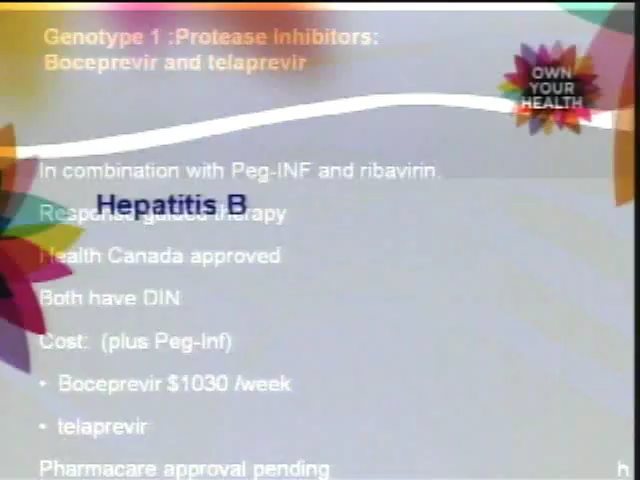 Genotype 1 :Protease Inhibitors:
Boceprevir and telaprevir
OWN
YOUR
HEALTH
In combination with Peg-INF and ribavirin.
Hepatitis B
Response guided therapy
Health Canada approved
Both have DIN
Cost: (plus Peg-Inf)
• Boceprevir $1030 /week
• telaprevir
Pharmacare approval pending
h